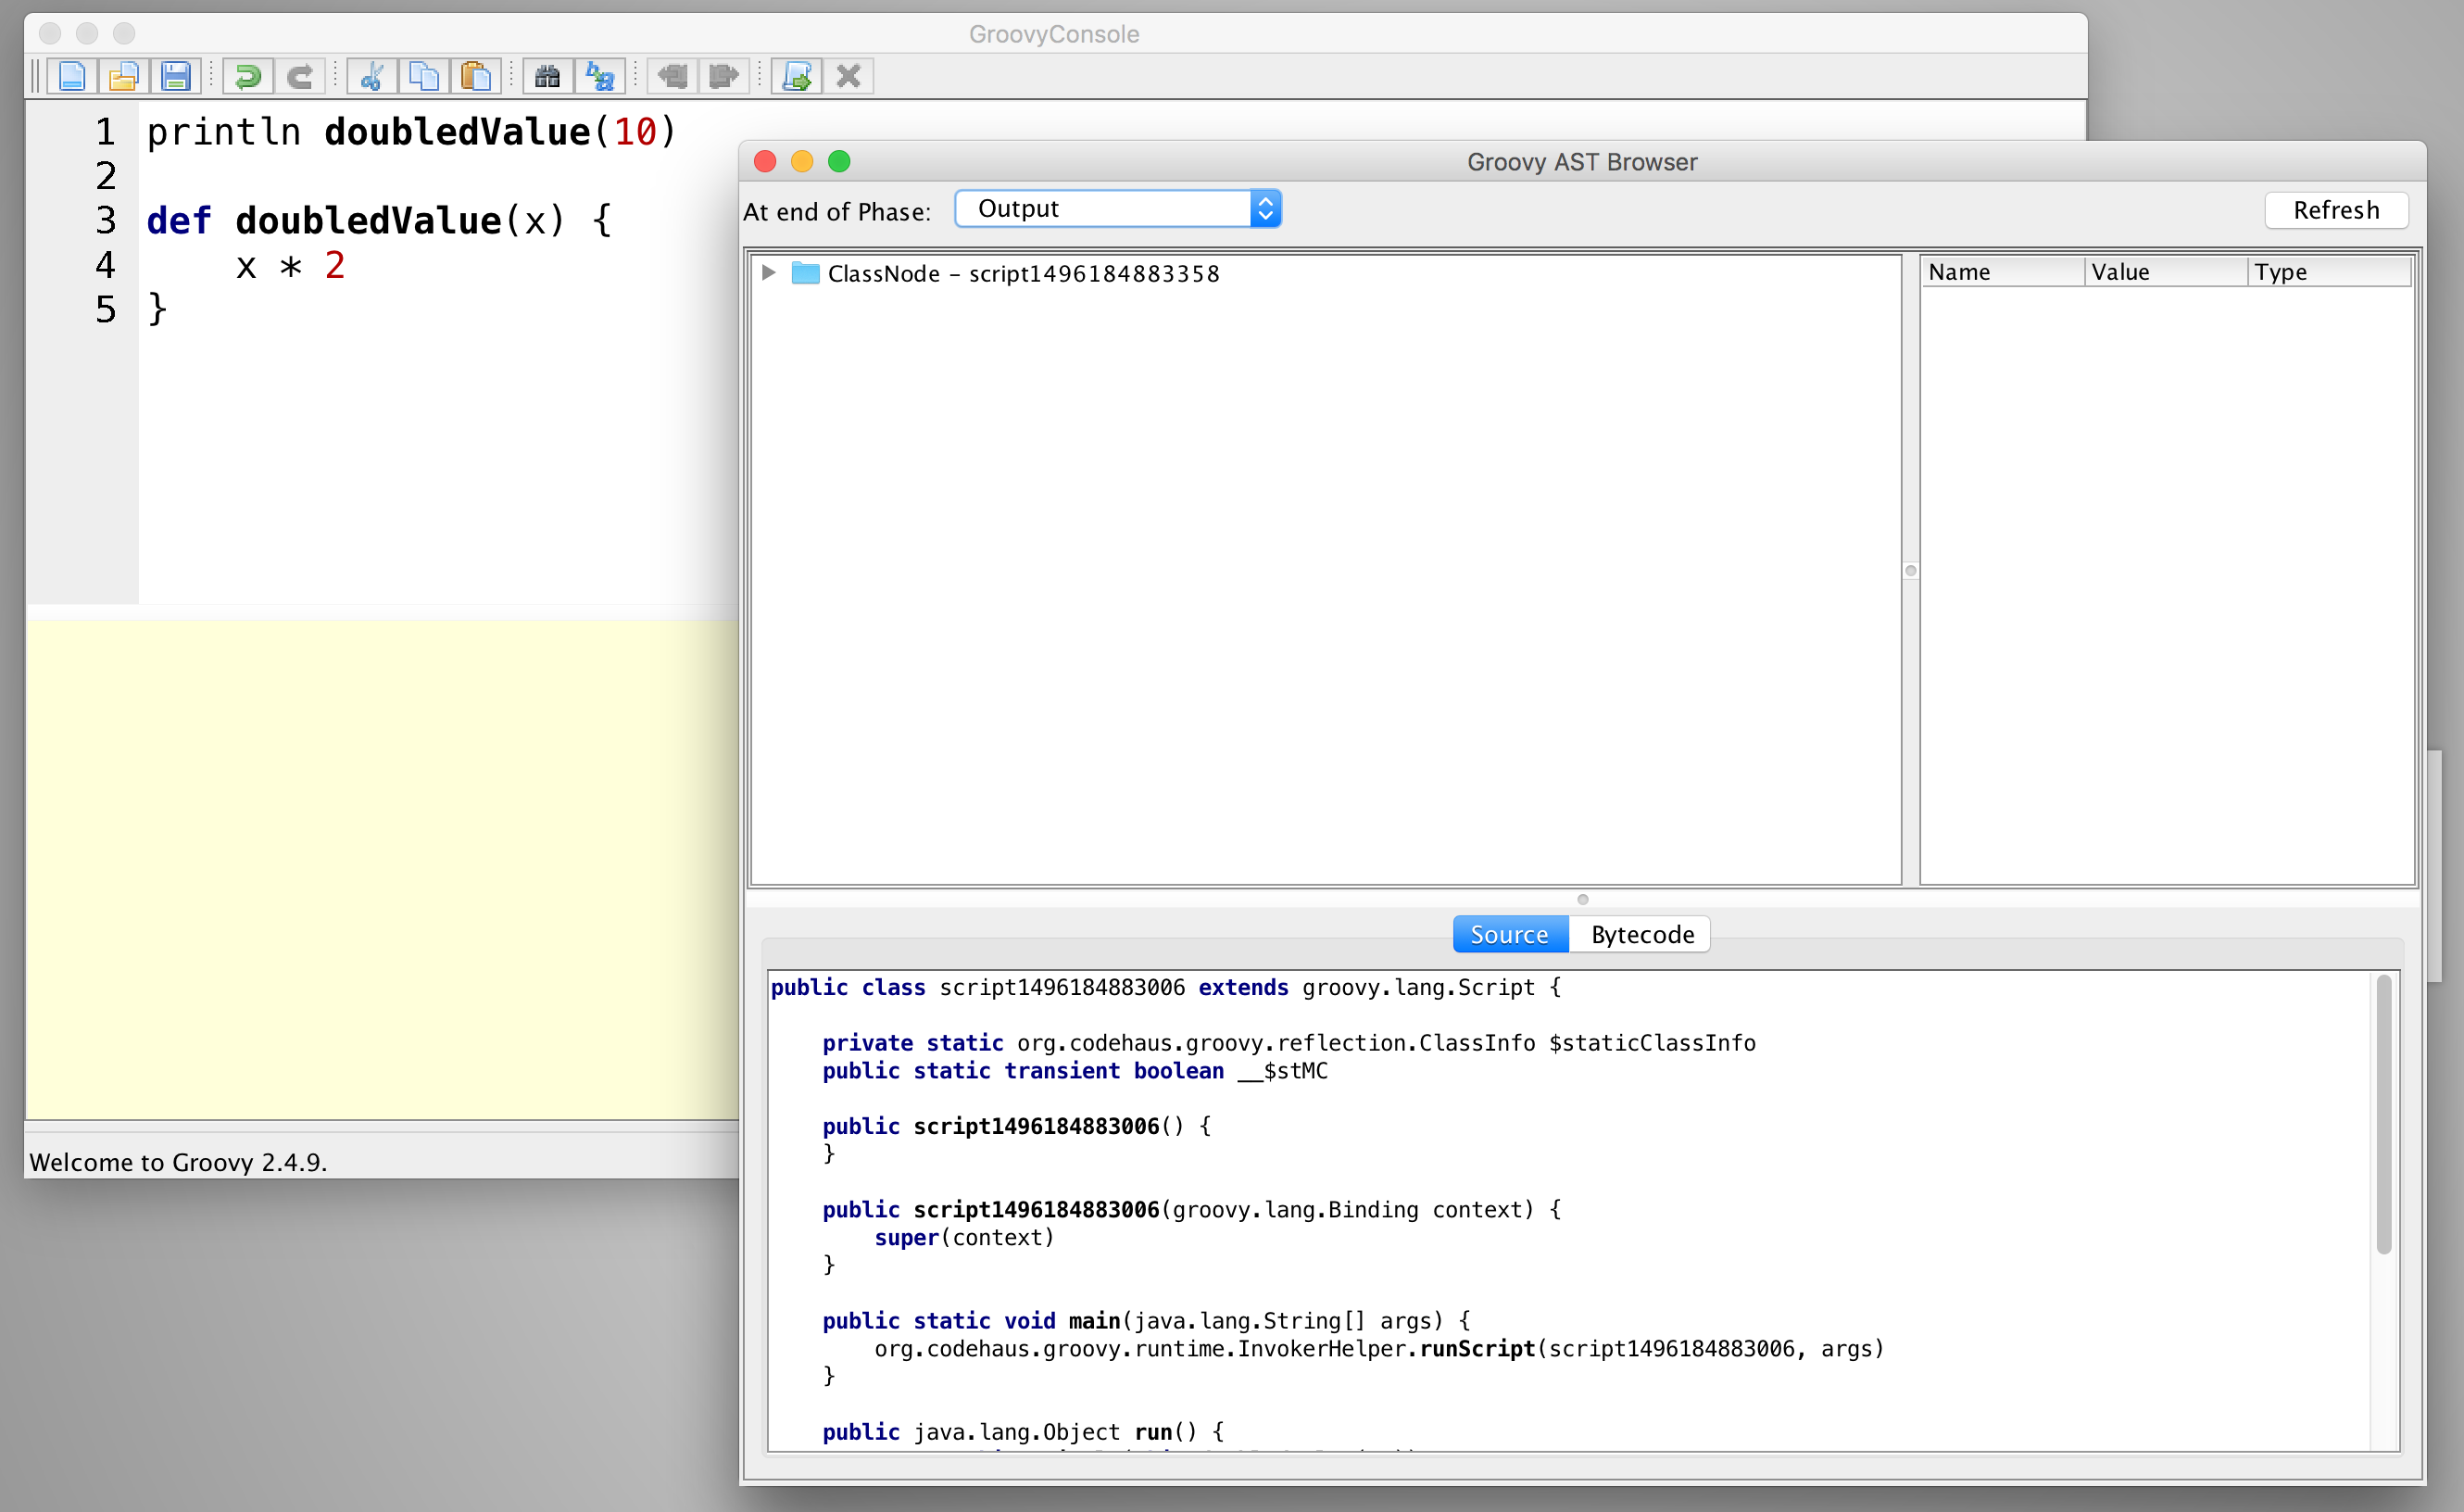 GroovyConsole
1 println doubledValue(10)
2
3 def doubledValue(x) {
4     x * 2
5 }
Welcome to Groovy 2.4.9.
Groovy AST Browser
At end of Phase: Output Refresh
ClassNode - script1496184883358
Name Value Type
Source Bytecode
public class script1496184883006 extends groovy.lang.Script {
    private static org.codehaus.groovy.reflection.ClassInfo $staticClassInfo
    public static transient boolean __$stMC
    public script1496184883006() {
    }
    public script1496184883006(groovy.lang.Binding context) {
        super(context)
    }
    public static void main(java.lang.String[] args) {
        org.codehaus.groovy.runtime.InvokerHelper.runScript(script1496184883006, args)
    }
    public java.lang.Object run() {